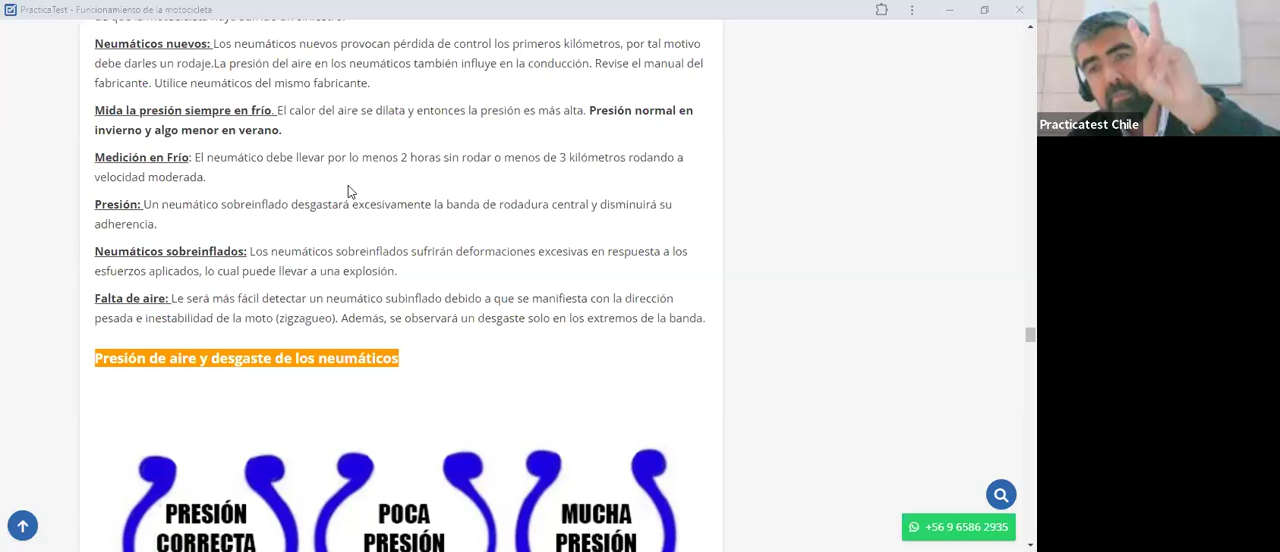 PracticaTest - Funcionamiento de la motocicleta
Neumáticos nuevos: Los neumáticos nuevos provocan pérdida de control los primeros kilómetros, por tal motivo
debe darles un rodaje.La presión del aire en los neumáticos también influye en la conducción. Revise el manual del
fabricante. Utilice neumáticos del mismo fabricante.
Mida la presión siempre en frío. El calor del aire se dilata y entonces la presión es más alta. Presión normal en
invierno y algo menor en verano.
Medición en Frío: El neumático debe llevar por lo menos 2 horas sin rodar o menos de 3 kilómetros rodando a
velocidad moderada.
Presión: Un neumático sobreinflado desgastará excesivamente la banda de rodadura central y disminuirá su
adherencia.
Neumáticos sobreinflados: Los neumáticos sobreinflados sufrirán deformaciones excesivas en respuesta a los
esfuerzos aplicados, lo cual puede llevar a una explosión.
Falta de aire: Le será más fácil detectar un neumático subinflado debido a que se manifiesta con la dirección
pesada e inestabilidad de la moto (zigzagueo). Además, se observará un desgaste solo en los extremos de la banda.
Presión de aire y desgaste de los neumáticos
PRESIÓN
CORRECTA
POCA
PRESIÓN
MUCHA
PRESIÓN
+56 9 6586 2935
Practicatest Chile